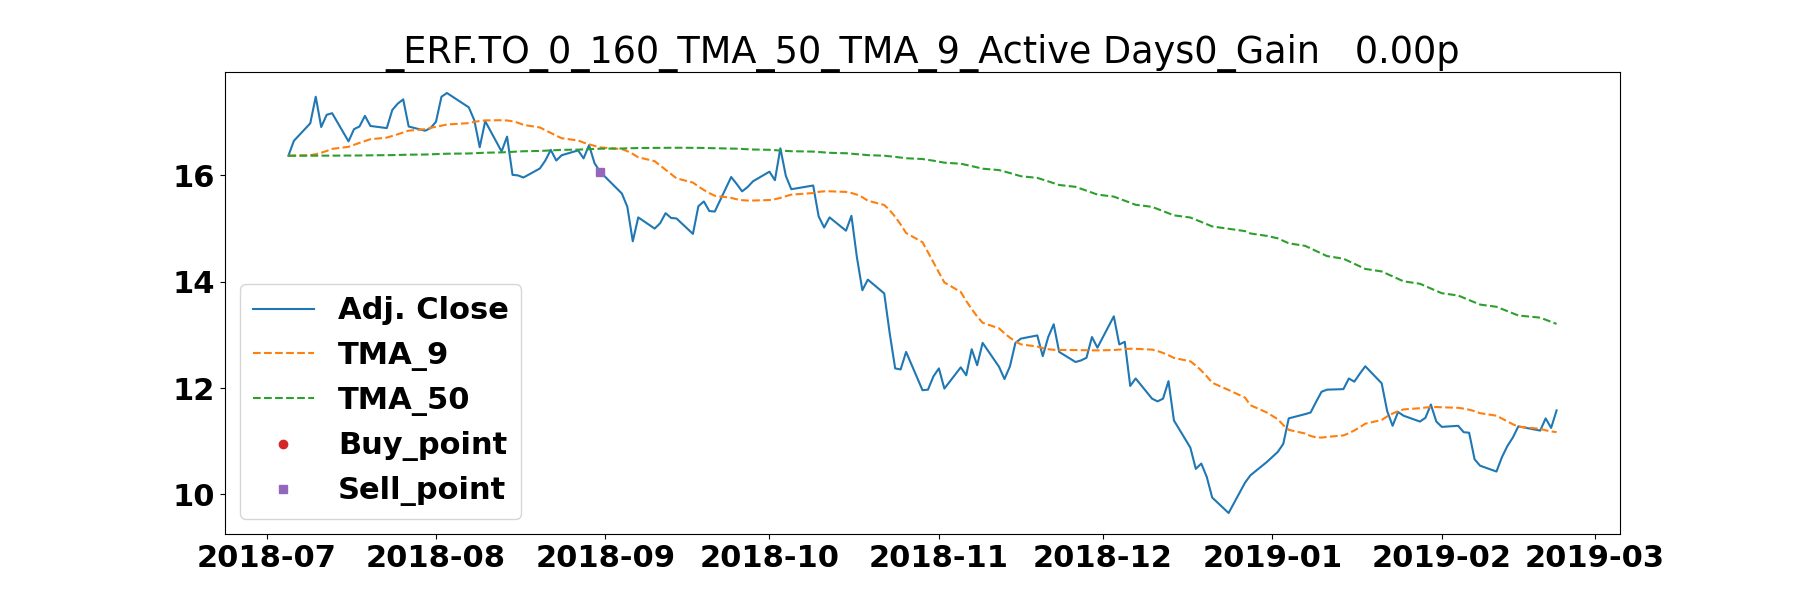 _ERF.TO_0_160_TMA_50_TMA_9_Active Days0_Gain   0.00p
16
14
12
10
Adj. Close
TMA_9
TMA_50
Buy_point
Sell_point
2018-07 2018-08 2018-09 2018-10 2018-11 2018-12 2019-01 2019-02 2019-03